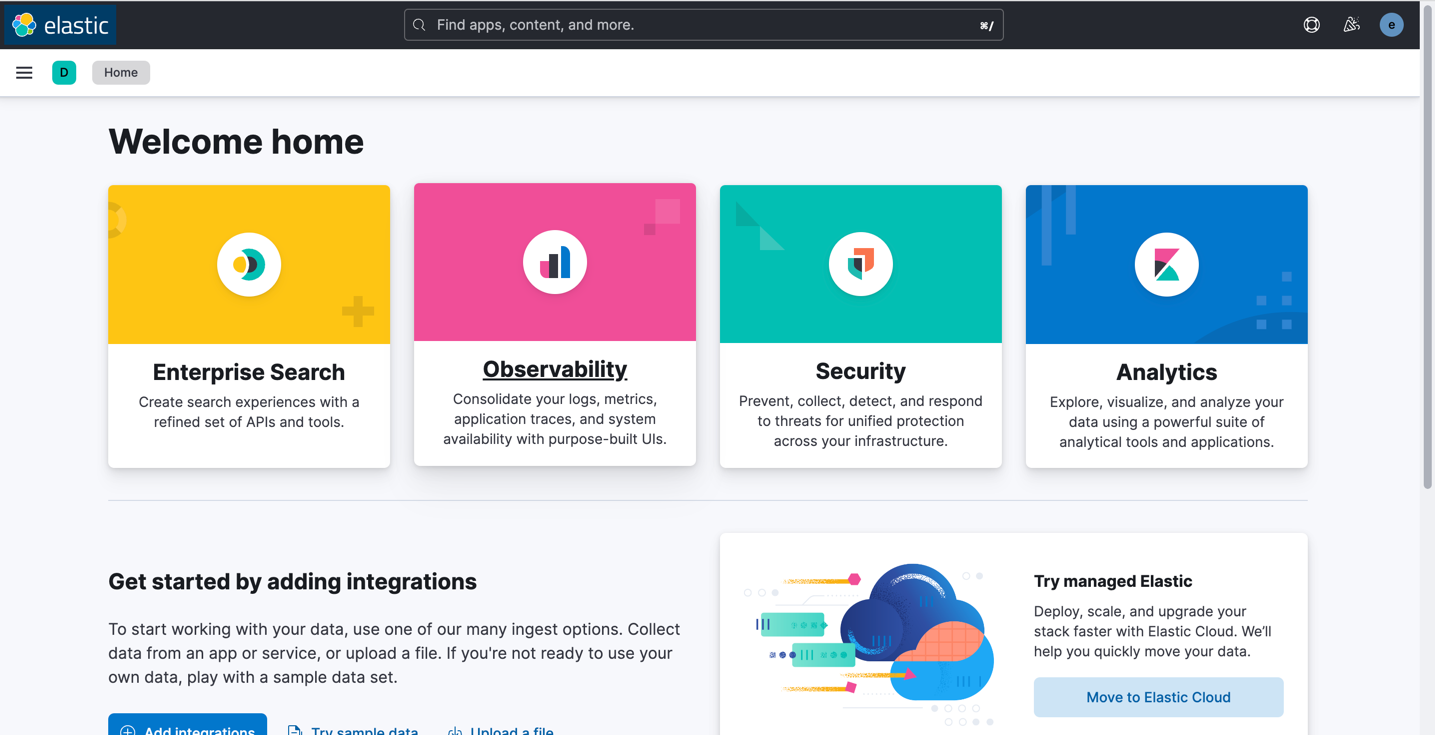 elastic
Find apps, content, and more.
⌘/
e
D
Home
Welcome home
Enterprise Search
Create search experiences with a
refined set of APIs and tools.
Observability
Consolidate your logs, metrics,
application traces, and system
availability with purpose-built UIs.
Security
Prevent, collect, detect, and respond
to threats for unified protection
across your infrastructure.
Analytics
Explore, visualize, and analyze your
data using a powerful suite of
analytical tools and applications.
Get started by adding integrations
To start working with your data, use one of our many ingest options. Collect
data from an app or service, or upload a file. If you're not ready to use your
own data, play with a sample data set.
Add integrations
Try sample data
Upload a file
Try managed Elastic
Deploy, scale, and upgrade your
stack faster with Elastic Cloud. We’ll
help you quickly move your data.
Move to Elastic Cloud